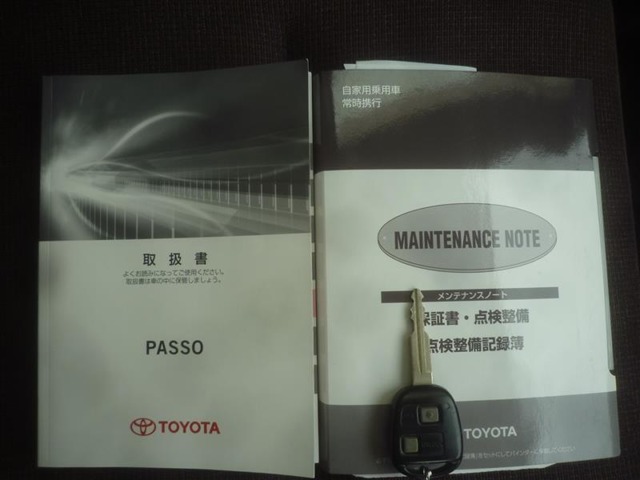 取扱書
よくお読みになってご使用ください。
取扱書は車の中に保管しましょう。
PASSO
TOYOTA
自家用乗用車
常時携行
MAINTENANCE NOTE
メンテナンスノート
保証書・点検整備
点検整備記録簿
TOYOTA